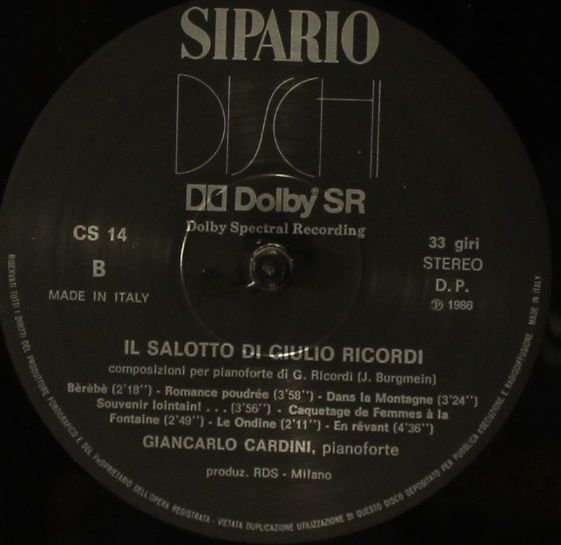 SIPARIO
DISCHI
Dolby® SR
Dolby Spectral Recording
CS 14
B
MADE IN ITALY
33 giri
STEREO
D. P.
℗ 1986
IL SALOTTO DI GIULIO RICORDI
composizioni per pianoforte di G. Ricordi (J. Burgmein)
Bèrèbè (2'18'') - Romance poudrée (3'58'') - Dans la Montagne (3'24'')
Souvenir lointain! . . . (3'56'') - Caquetage de Femmes à la
Fontaine (2'49'') - Le Ondine (2'11'') - En rêvant (4'36'')
GIANCARLO CARDINI, pianoforte
produz. RDS - Milano
RISERVATI TUTTI I DIRITTI DEL PRODUTTORE FONOGRAFICO E DEL PROPRIETARIO DELL'OPERA REGISTRATA - VIETATA DUPLICAZIONE UTILIZZAZIONE DI QUESTO DISCO DEPOSITATO PER PUBBLICA ESECUZIONE E RADIODIFFUSIONE. MADE IN ITALY